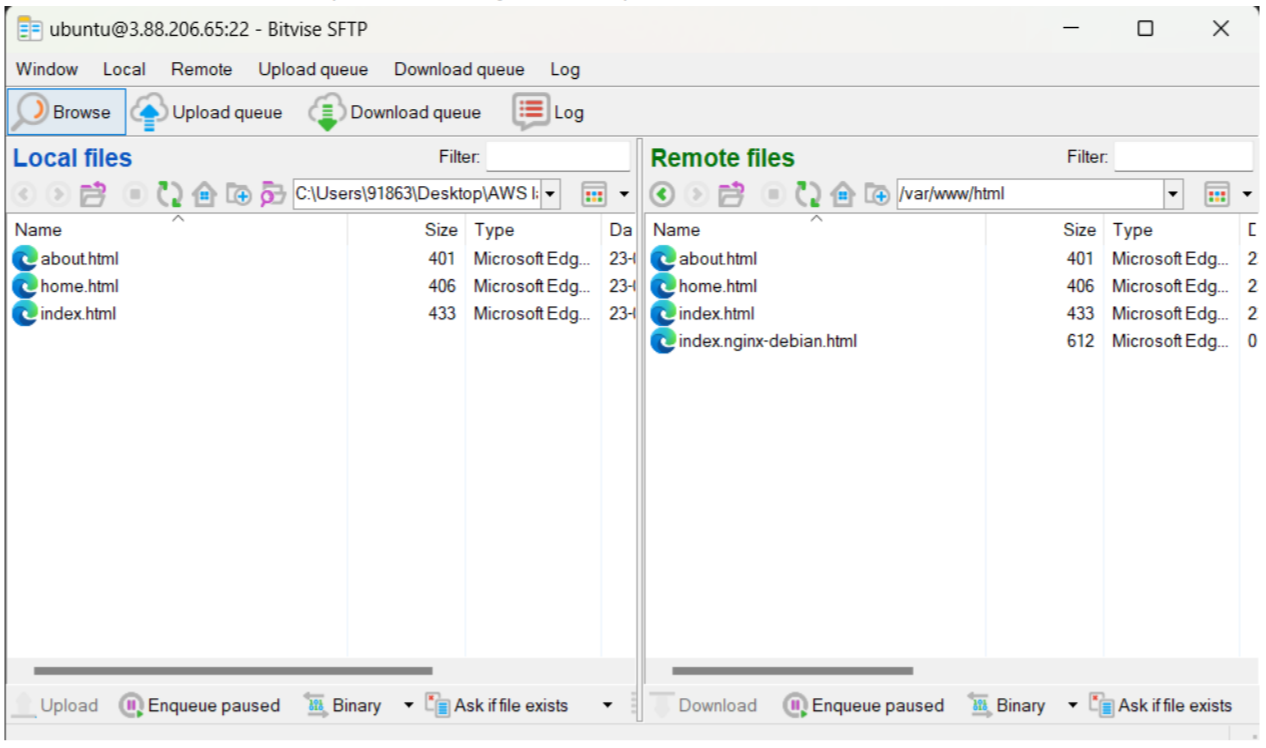 ubuntu@3.88.206.65:22 - Bitvise SFTP
Window Local Remote Upload queue Download queue Log
Browse Upload queue Download queue Log
Local files Filter:
C:\Users\91863\Desktop\AWS
Name Size Type Da
about.html 401 Microsoft Edg... 23-
home.html 406 Microsoft Edg... 23-
index.html 433 Microsoft Edg... 23-
Upload Enqueue paused Binary Ask if file exists
Remote files Filter:
/var/www/html
Name Size Type
about.html 401 Microsoft Edg... 2
home.html 406 Microsoft Edg... 2
index.html 433 Microsoft Edg... 2
index.nginx-debian.html 612 Microsoft Edg... 0
Download Enqueue paused Binary Ask if file exists